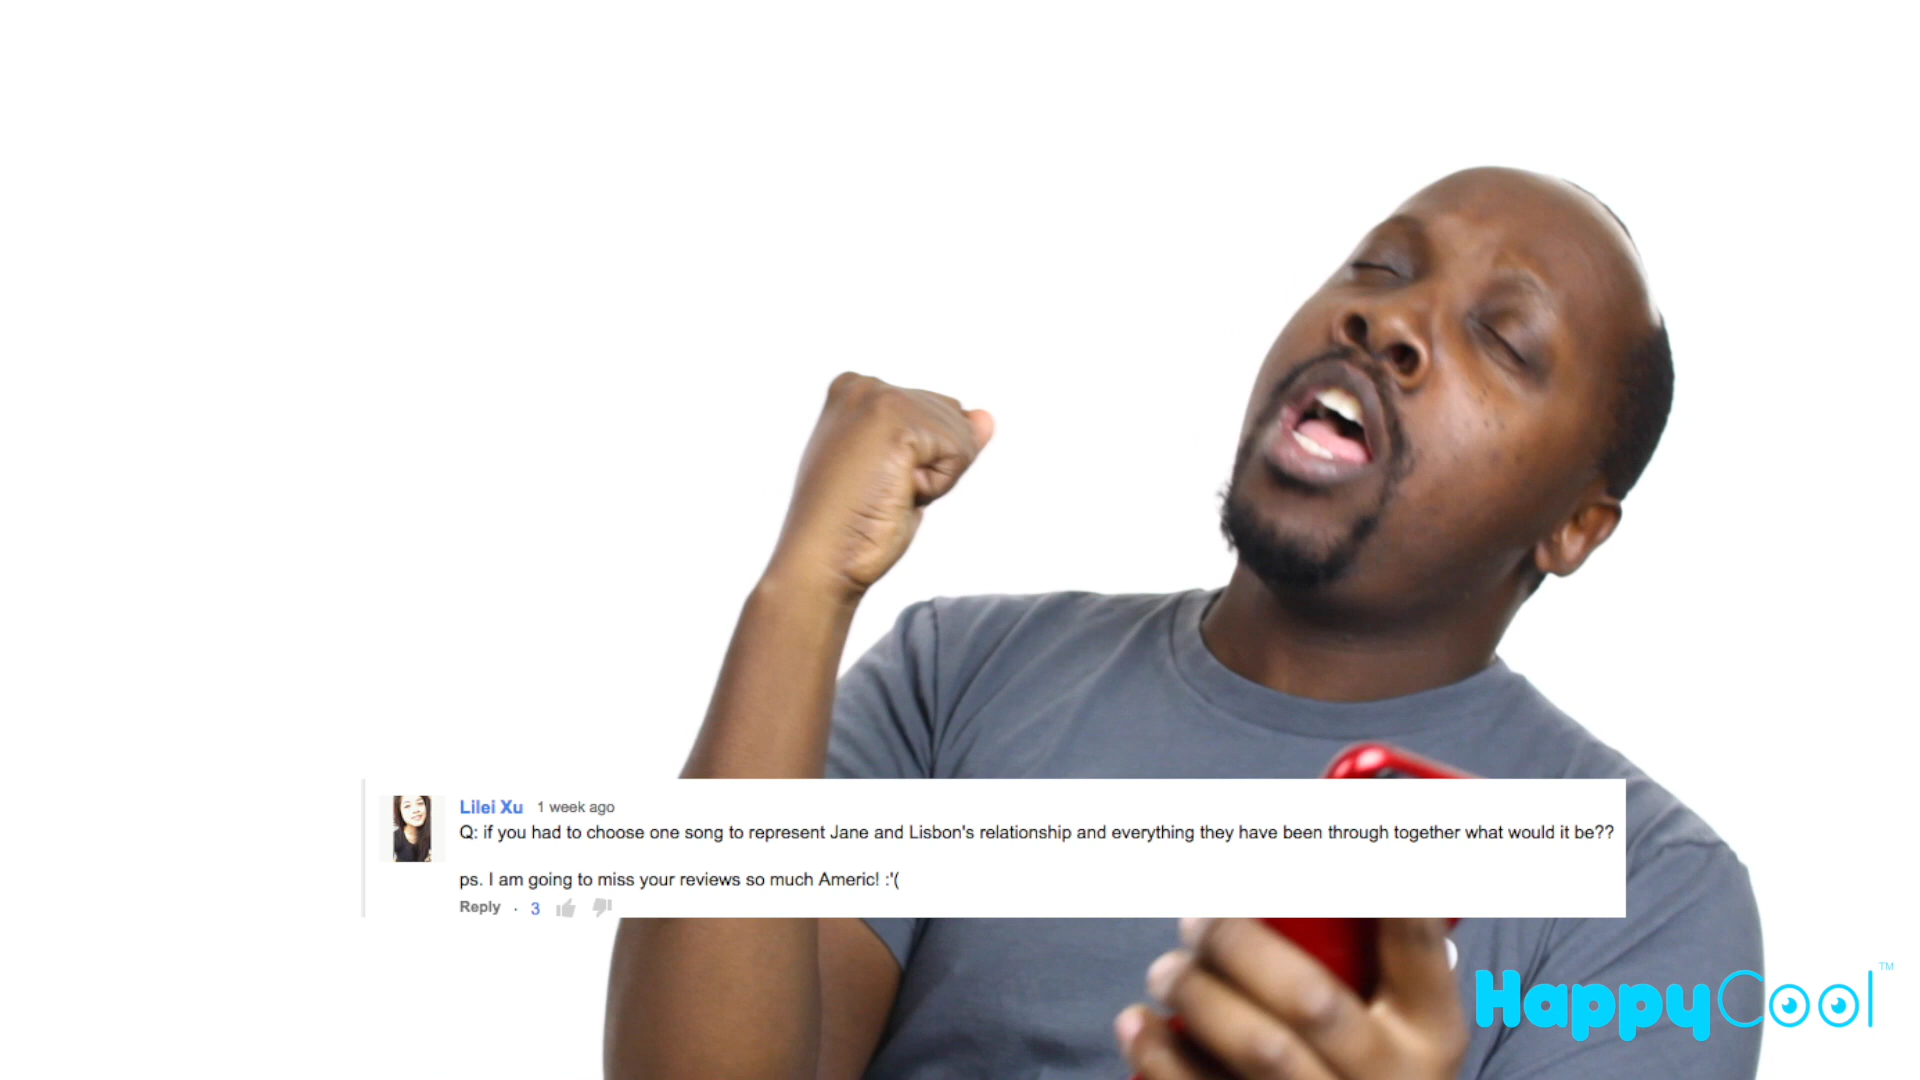 Lilei Xu 1 week ago
Q: if you had to choose one song to represent Jane and Lisbon's relationship and everything they have been through together what would it be??
ps. I am going to miss your reviews so much Americ! :'(
Reply · 3
HappyCool™